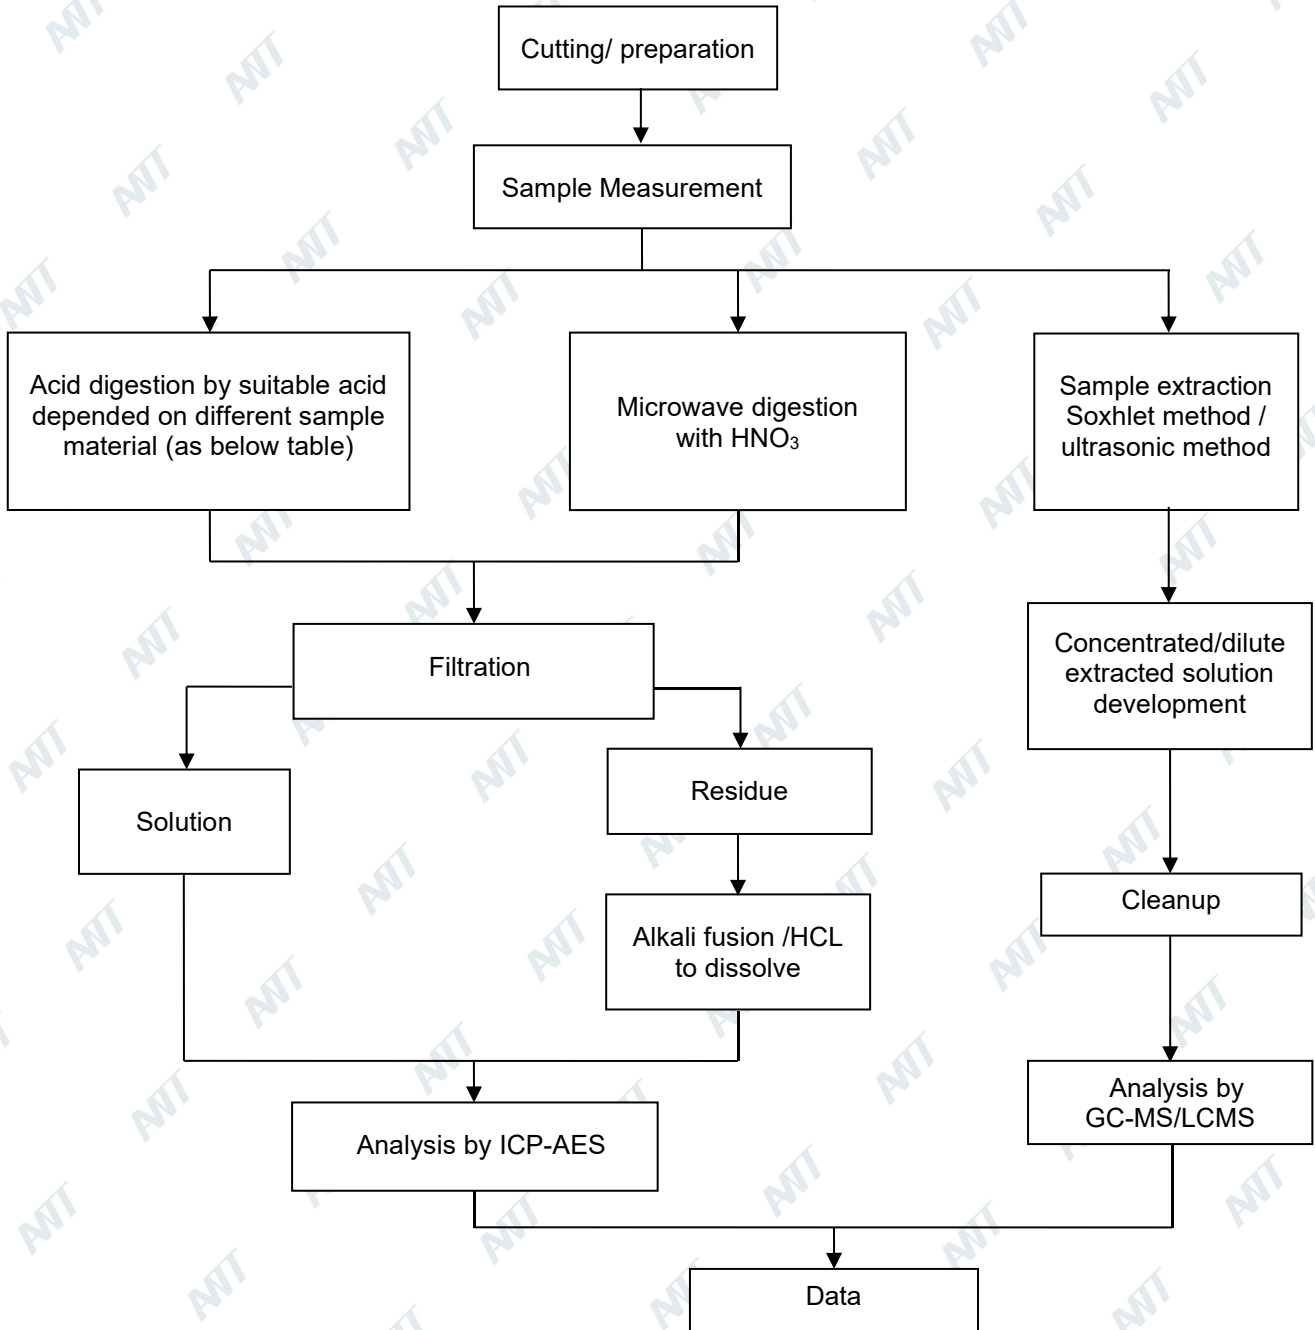 Cutting/ preparation
Sample Measurement
Acid digestion by suitable acid
depended on different sample
material (as below table)
Microwave digestion
with HNO₃
Sample extraction
Soxhlet method /
ultrasonic method
Filtration
Concentrated/dilute
extracted solution
development
Solution
Residue
Cleanup
Alkali fusion /HCL
to dissolve
Analysis by ICP-AES
Analysis by
GC-MS/LCMS
Data